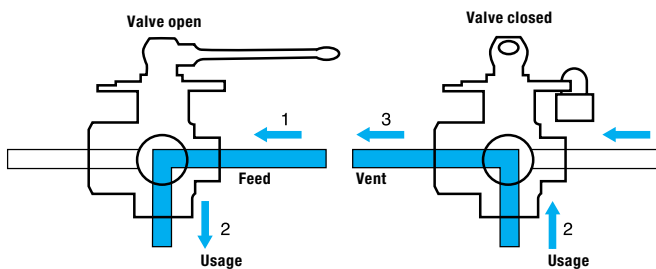 Valve open
1
Feed
2
Usage
Valve closed
3
Vent
2
Usage